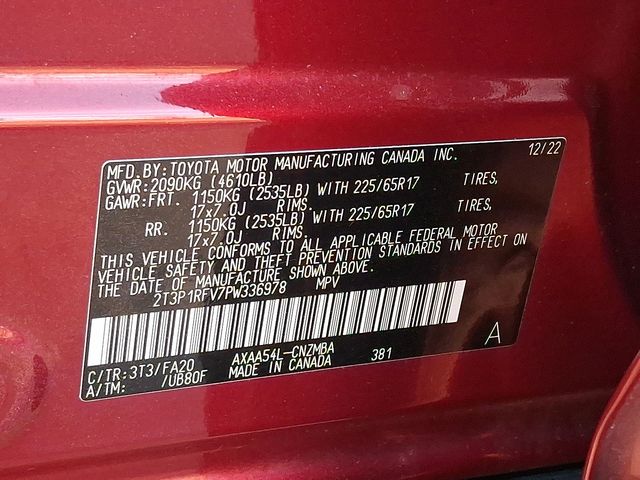 MFD.BY:TOYOTA MOTOR MANUFACTURING CANADA INC. 12/22
GVWR:2090KG (4610LB)
GAWR:FRT. 1150KG (2535LB) WITH 225/65R17 TIRES,
17x7.0J RIMS.
RR. 1150KG (2535LB) WITH 225/65R17 TIRES,
17x7.0J RIMS.
THIS VEHICLE CONFORMS TO ALL APPLICABLE FEDERAL MOTOR
VEHICLE SAFETY AND THEFT PREVENTION STANDARDS IN EFFECT ON
THE DATE OF MANUFACTURE SHOWN ABOVE.
2T3P1RFV7PW336978 MPV
C/TR:3T3/FA20 AXAA54L-CNZMBA 381 A
A/TM: /UB80F MADE IN CANADA